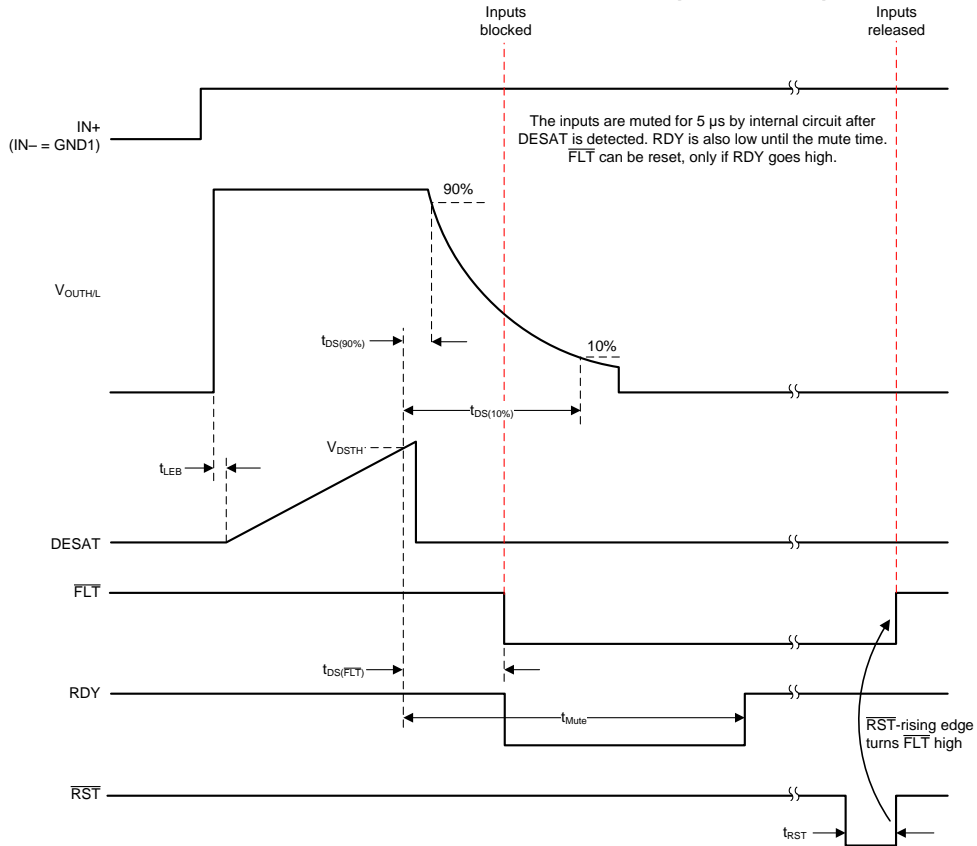 Inputs
blocked
Inputs
released
IN+
(IN– = GND1)
The inputs are muted for 5 µs by internal circuit after
DESAT is detected. RDY is also low until the mute time.
FLT can be reset, only if RDY goes high.
90%
VOUTH/L
tDS(90%)
10%
tDS(10%)
VDSTH
tLEB
DESAT
FLT
tDS(FLT)
RDY
tMute
RST-rising edge
turns FLT high
RST
tRST